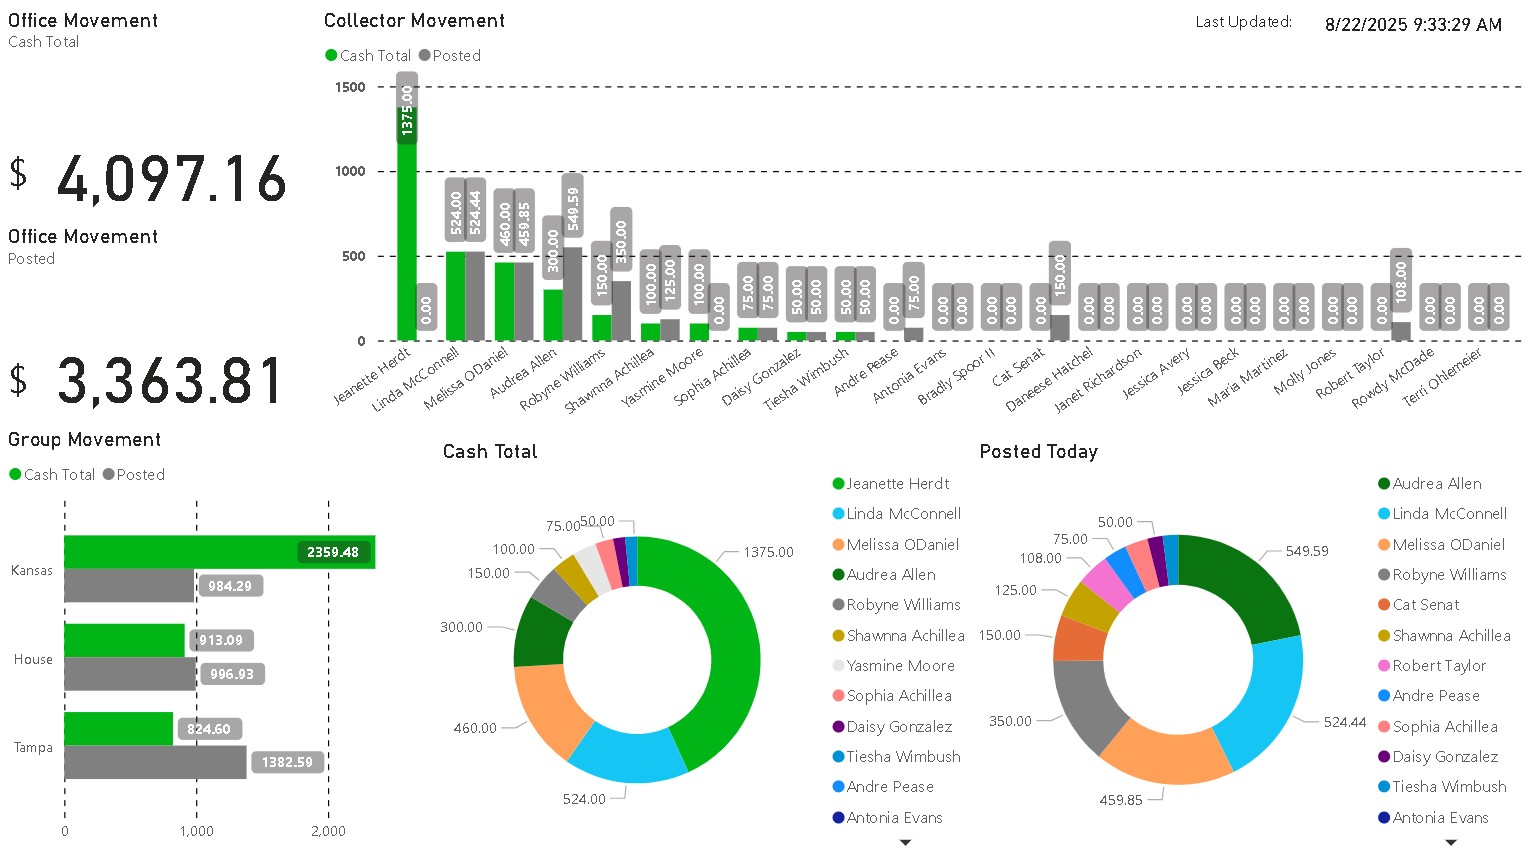 Office Movement
Cash Total
$ 4,097.16
Office Movement
Posted
$ 3,363.81
Collector Movement
Last Updated: 8/22/2025 9:33:29 AM
Cash Total Posted
1500
1000
500
0
1375.00 0.00 524.00 524.44 460.00 459.85 300.00 549.59 150.00 350.00 100.00 125.00 100.00 0.00 75.00 75.00 50.00 50.00 50.00 50.00 0.00 75.00 0.00 0.00 0.00 0.00 0.00 150.00 0.00 0.00 0.00 0.00 0.00 0.00 0.00 0.00 0.00 0.00 0.00 0.00 0.00 108.00 0.00 0.00 0.00 0.00
Jeanette Herdt
Linda McConnell
Melissa ODaniel
Audrea Allen
Robyne Williams
Shawnna Achillea
Yasmine Moore
Sophia Achillea
Daisy Gonzalez
Tiesha Wimbush
Andre Pease
Antonia Evans
Brady Spoor II
Cat Senat
Daneese Hatchel
Janet Richardson
Jessica Avery
Jessica Beck
Maria Martinez
Molly Jones
Robert Taylor
Rowdy McDade
Terri Ohlemeier
Group Movement
Cash Total Posted
Kansas
2359.48
984.29
House
913.09
996.93
Tampa
824.60
1382.59
0 1,000 2,000
Cash Total
1375.00
524.00
460.00
300.00
150.00
100.00
75.00
50.00
Jeanette Herdt
Linda McConnell
Melissa ODaniel
Audrea Allen
Robyne Williams
Shawnna Achillea
Yasmine Moore
Sophia Achillea
Daisy Gonzalez
Tiesha Wimbush
Andre Pease
Antonia Evans
Posted Today
549.59
524.44
459.85
350.00
150.00
125.00
108.00
75.00
50.00
Audrea Allen
Linda McConnell
Melissa ODaniel
Robyne Williams
Cat Senat
Shawnna Achillea
Robert Taylor
Andre Pease
Sophia Achillea
Daisy Gonzalez
Tiesha Wimbush
Antonia Evans